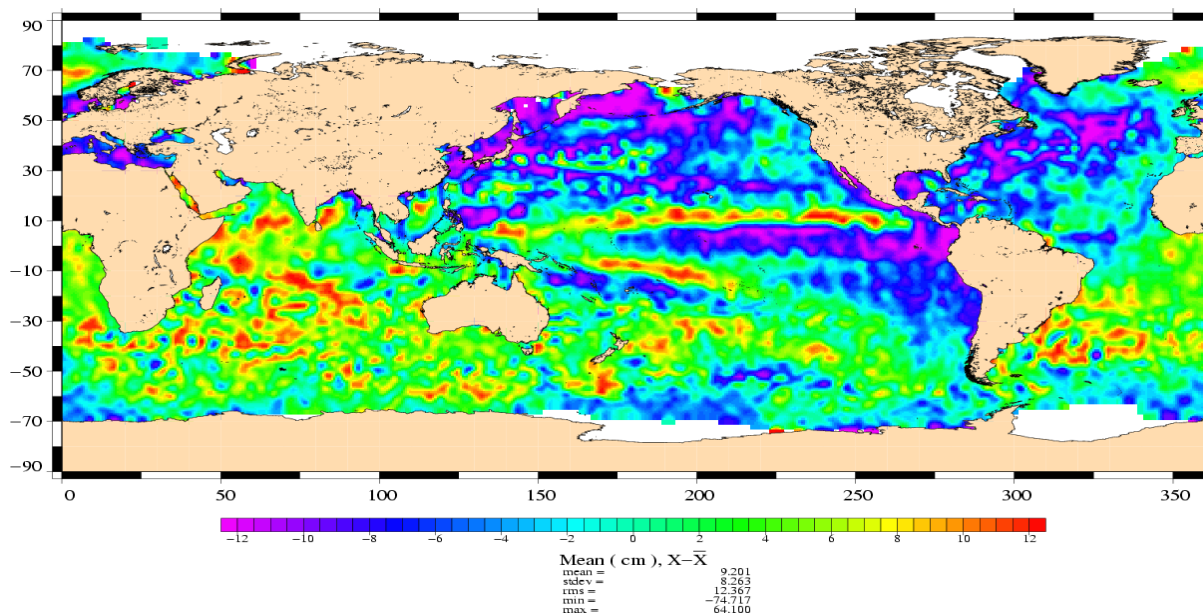 90
70
50
30
10
−10
−30
−50
−70
−90
0 50 100 150 200 250 300 350
−12 −10 −8 −6 −4 −2 0 2 4 6 8 10 12
Mean ( cm ), X−X̅
mean = 9.201
stdev = 8.263
rms = 12.367
min = −74.717
max = 64.100